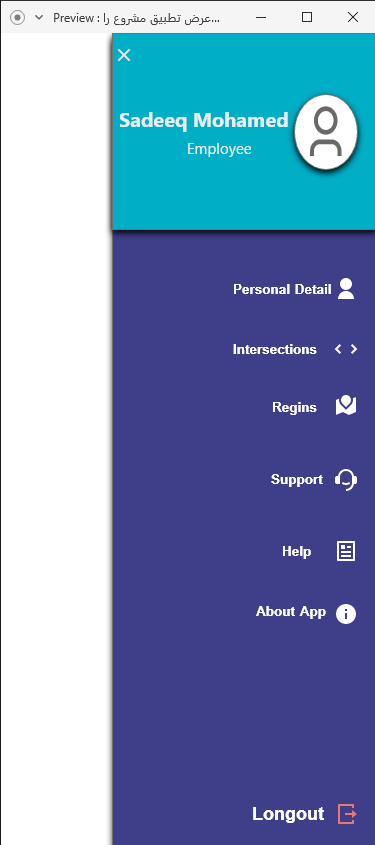 Preview : عرض تطبيق مشروع را...
Sadeeq Mohamed
Employee
Personal Detail
Intersections
Regins
Support
Help
About App
Longout